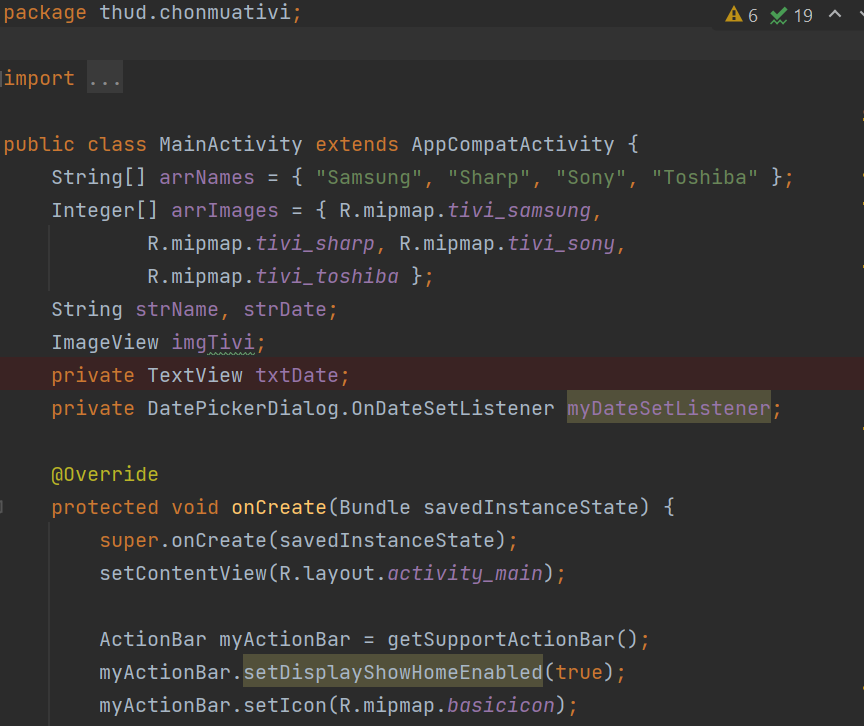 package thud.chonmuativi;
6 19
import ...
public class MainActivity extends AppCompatActivity {
String[] arrNames = { "Samsung", "Sharp", "Sony", "Toshiba" };
Integer[] arrImages = { R.mipmap.tivi_samsung,
R.mipmap.tivi_sharp, R.mipmap.tivi_sony,
R.mipmap.tivi_toshiba };
String strName, strDate;
ImageView imgTivi;
private TextView txtDate;
private DatePickerDialog.OnDateSetListener myDateSetListener;
@Override
protected void onCreate(Bundle savedInstanceState) {
super.onCreate(savedInstanceState);
setContentView(R.layout.activity_main);
ActionBar myActionBar = getSupportActionBar();
myActionBar.setDisplayShowHomeEnabled(true);
myActionBar.setIcon(R.mipmap.basicicon);